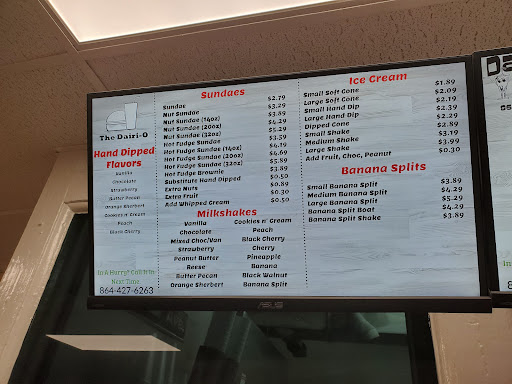 The Dairi-O
Hand Dipped
Flavors
Vanilla
Chocolate
Strawberry
Butter Pecan
Orange Sherbert
Cookies n' Cream
Peach
Black Cherry
In A Hurry? Call It In
Next Time
864-427-6263
Sundaes
Sundae $2.79
Nut Sundae $3.29
Nut Sundae (14oz) $3.89
Nut Sundae (20oz) $4.29
Nut Sundae (32oz) $5.29
Hot Fudge Sundae $3.59
Hot Fudge Sundae (14oz) $4.19
Hot Fudge Sundae (20oz) $4.69
Hot Fudge Sundae (32oz) $5.89
Hot Fudge Brownie $3.89
Substitute Hand Dipped $0.50
Extra Nuts $0.89
Extra Fruit $0.30
Add Whipped Cream $0.50
Milkshakes
Vanilla Cookies n' Cream
Chocolate Peach
Mixed Choc/Van Black Cherry
Strawberry Cherry
Peanut Butter Pineapple
Reese Banana
Butter Pecan Black Walnut
Orange Sherbert Banana Split
Ice Cream
Small Soft Cone $1.89
Large Soft Cone $2.09
Small Hand Dip $2.19
Large Hand Dip $2.39
Dipped Cone $2.49
Small Shake $2.89
Medium Shake $3.19
Large Shake $3.99
Add Fruit, Choc, Peanut $0.30
Banana Splits
Small Banana Split $3.89
Medium Banana Split $4.29
Large Banana Split $5.29
Banana Split Boat $4.29
Banana Split Shake $3.89
ASUS